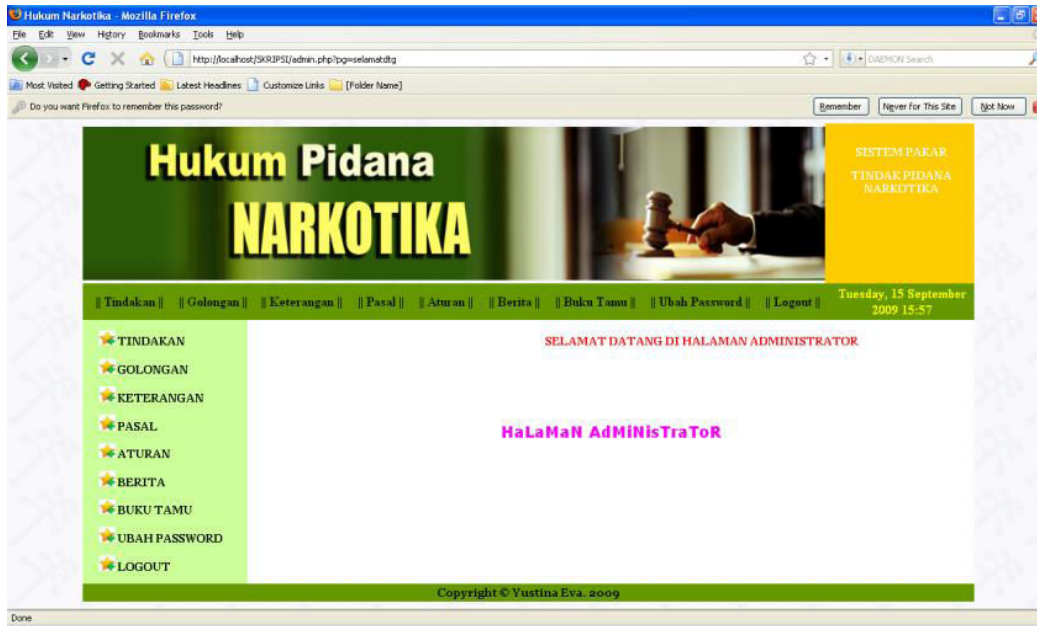 Hukum Narkotika - Mozilla Firefox
File Edit View History Bookmarks Tools Help
http://localhost/SKRIPSI/admin.php?pg=selamatdtg
DAEMON Search
Most Visited Getting Started Latest Headlines Customize Links [Folder Name]
Do you want Firefox to remember this password? Remember Never for This Site Not Now
Hukum Pidana
NARKOTIKA
SISTEM PAKAR
TINDAK PIDANA
NARKOTIKA
|| Tindakan || || Golongan || || Keterangan || || Pasal || || Aturan || || Berita || || Buku Tamu || || Ubah Password || || Logout ||
Tuesday, 15 September
2009 15:57
SELAMAT DATANG DI HALAMAN ADMINISTRATOR
HaLaMaN AdMiNisTraToR
TINDAKAN
GOLONGAN
KETERANGAN
PASAL
ATURAN
BERITA
BUKU TAMU
UBAH PASSWORD
LOGOUT
Copyright © Yustina Eva. 2009
Done